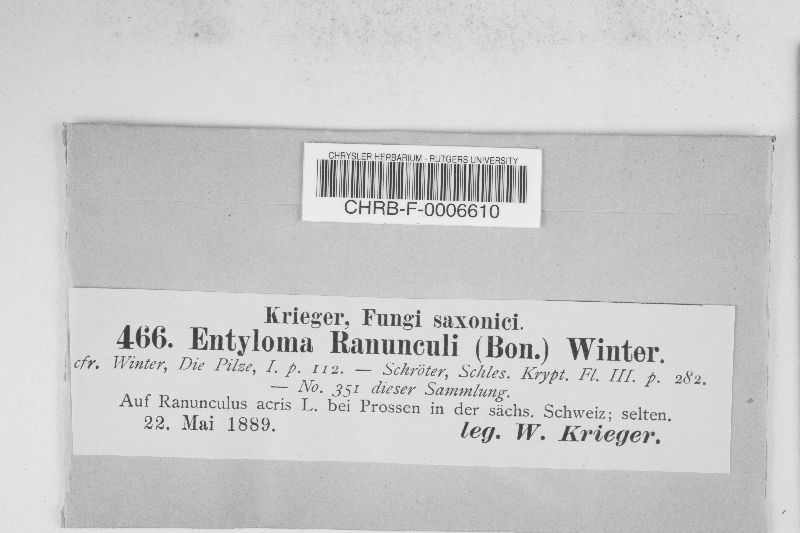 CHRYSLER HERBARIUM - RUTGERS UNIVERSITY
CHRB-F-0006610
Krieger, Fungi saxonici.
466. Entyloma Ranunculi (Bon.) Winter.
cfr. Winter, Die Pilze, I. p. 112. — Schröter, Schles. Krypt. Fl. III. p. 282.
— No. 351 dieser Sammlung.
Auf Ranunculus acris L. bei Prossen in der sächs. Schweiz; selten.
22. Mai 1889.
leg. W. Krieger.